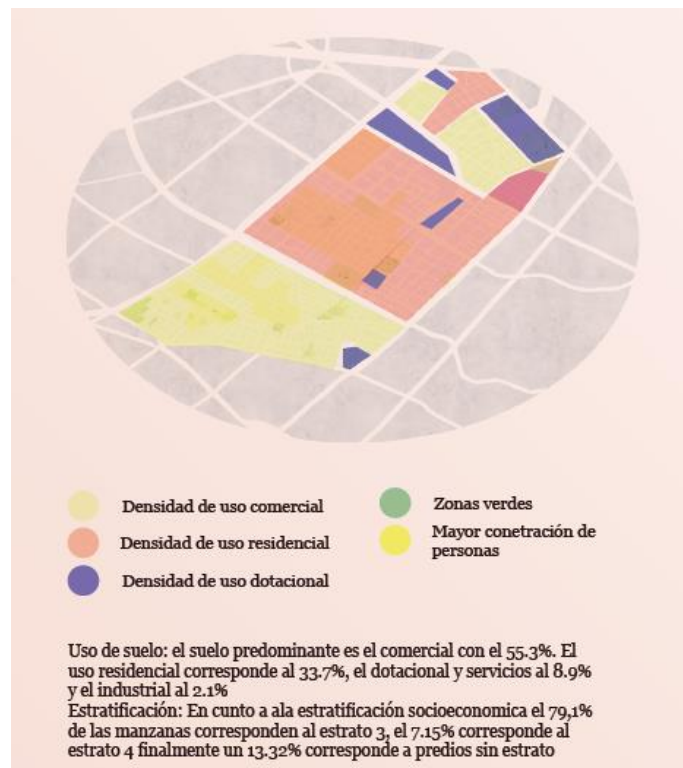 Densidad de uso comercial
Densidad de uso residencial
Densidad de uso dotacional
Zonas verdes
Mayor conetración de
personas
Uso de suelo: el suelo predominante es el comercial con el 55.3%. El
uso residencial corresponde al 33.7%, el dotacional y servicios al 8.9%
y el industrial al 2.1%
Estratificación: En cunto a ala estratificación socioeconomica el 79,1%
de las manzanas corresponden al estrato 3, el 7.15% corresponde al
estrato 4 finalmente un 13.32% corresponde a predios sin estrato